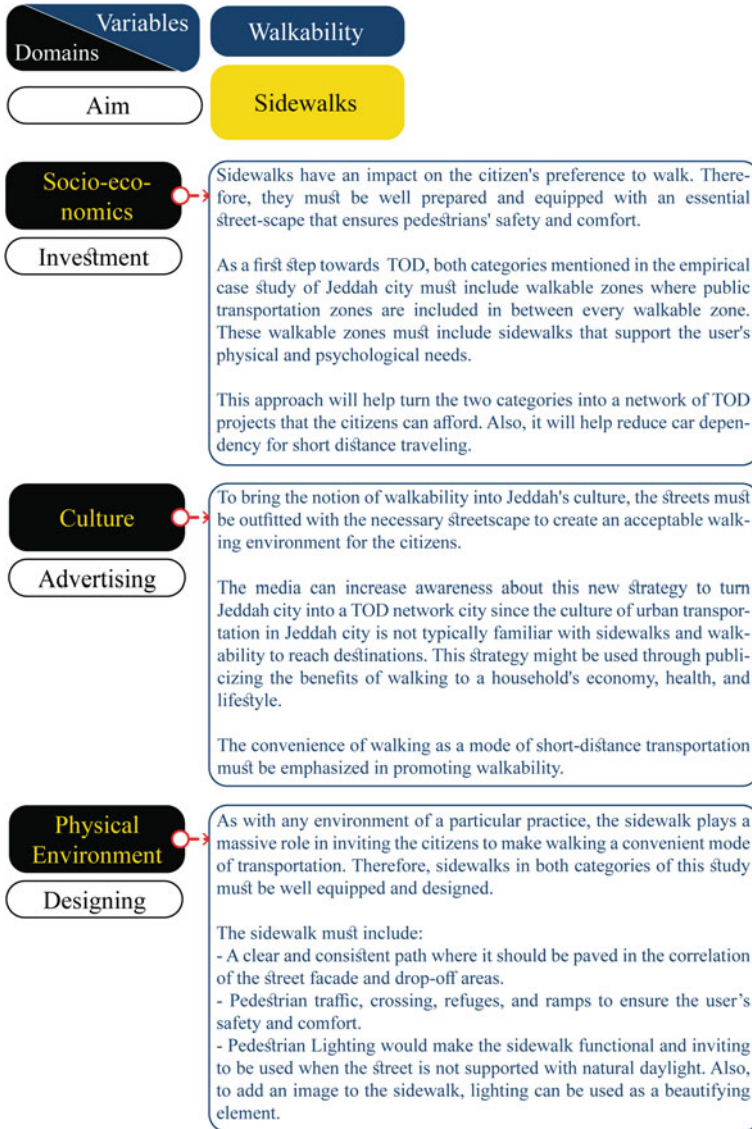 Variables
Domains
Walkability
Aim
Sidewalks
Socio-eco-
nomics
Investment
Sidewalks have an impact on the citizen's preference to walk. There-
fore, they must be well prepared and equipped with an essential
street-scape that ensures pedestrians' safety and comfort.
As a first step towards TOD, both categories mentioned in the empirical
case study of Jeddah city must include walkable zones where public
transportation zones are included in between every walkable zone.
These walkable zones must include sidewalks that support the user's
physical and psychological needs.
This approach will help turn the two categories into a network of TOD
projects that the citizens can afford. Also, it will help reduce car depen-
dency for short distance traveling.
Culture
Advertising
To bring the notion of walkability into Jeddah's culture, the streets must
be outfitted with the necessary streetscape to create an acceptable walk-
ing environment for the citizens.
The media can increase awareness about this new strategy to turn
Jeddah city into a TOD network city since the culture of urban transpor-
tation in Jeddah city is not typically familiar with sidewalks and walk-
ability to reach destinations. This strategy might be used through publi-
cizing the benefits of walking to a household's economy, health, and
lifestyle.
The convenience of walking as a mode of short-distance transportation
must be emphasized in promoting walkability.
Physical
Environment
Designing
As with any environment of a particular practice, the sidewalk plays a
massive role in inviting the citizens to make walking a convenient mode
of transportation. Therefore, sidewalks in both categories of this study
must be well equipped and designed.
The sidewalk must include:
- A clear and consistent path where it should be paved in the correlation
of the street facade and drop-off areas.
- Pedestrian traffic, crossing, refuges, and ramps to ensure the user's
safety and comfort.
- Pedestrian Lighting would make the sidewalk functional and inviting
to be used when the street is not supported with natural daylight. Also,
to add an image to the sidewalk, lighting can be used as a beautifying
element.